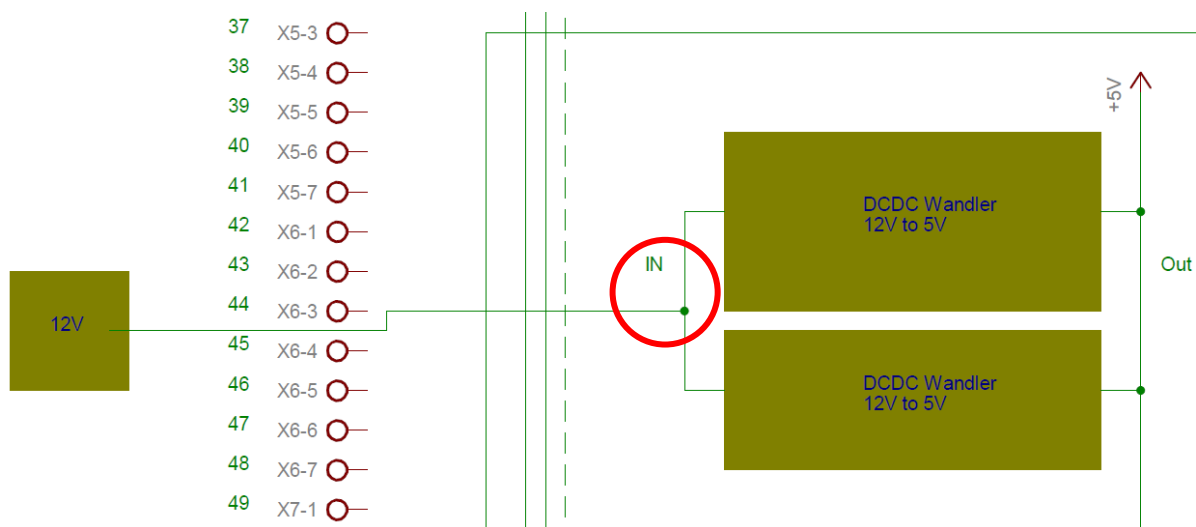 37 X5-3
38 X5-4
39 X5-5
40 X5-6
41 X5-7
42 X6-1
43 X6-2
44 X6-3
45 X6-4
46 X6-5
47 X6-6
48 X6-7
49 X7-1
12V
IN
DCDC Wandler
12V to 5V
DCDC Wandler
12V to 5V
+5V
Out